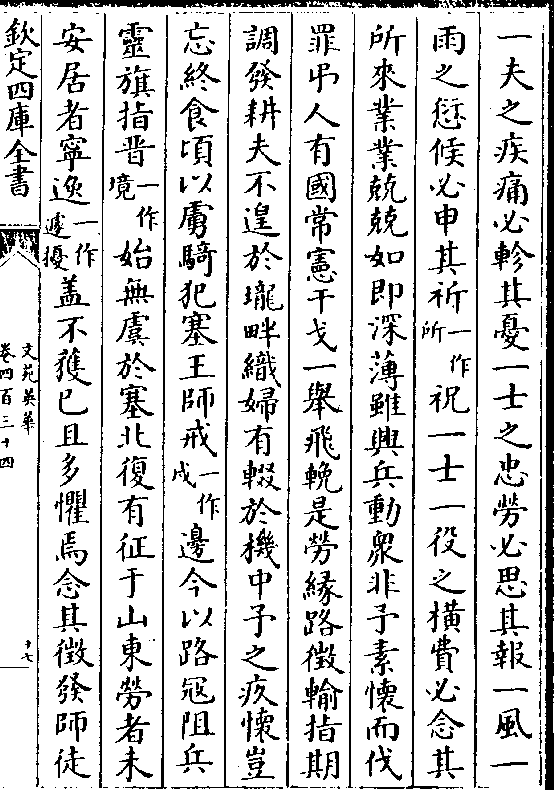 一夫之疾痛必軫其憂一士之忠勞必思其報一風一
雨之愆候必申其祈一作所祝一士一役之橫費必念其
所來業業兢兢如即深薄雖興兵動衆非予素懷而伐
罪弔人有國常憲干戈一舉飛輓是勞緣路徵輸指期
調發耕夫不遑於壠畔織婦有輟於機中予之疚懷豈
忘終食頃以虜騎犯塞王師戒一作戍邊今以路宼阻兵
靈旗指晋一作境始無虞於塞北復有征于山東勞者未
安居者寧逸一作遽擾盖不獲已且多懼焉念其徵發師徒
欽定四庫全書
文苑英華
卷四百三十四
十七